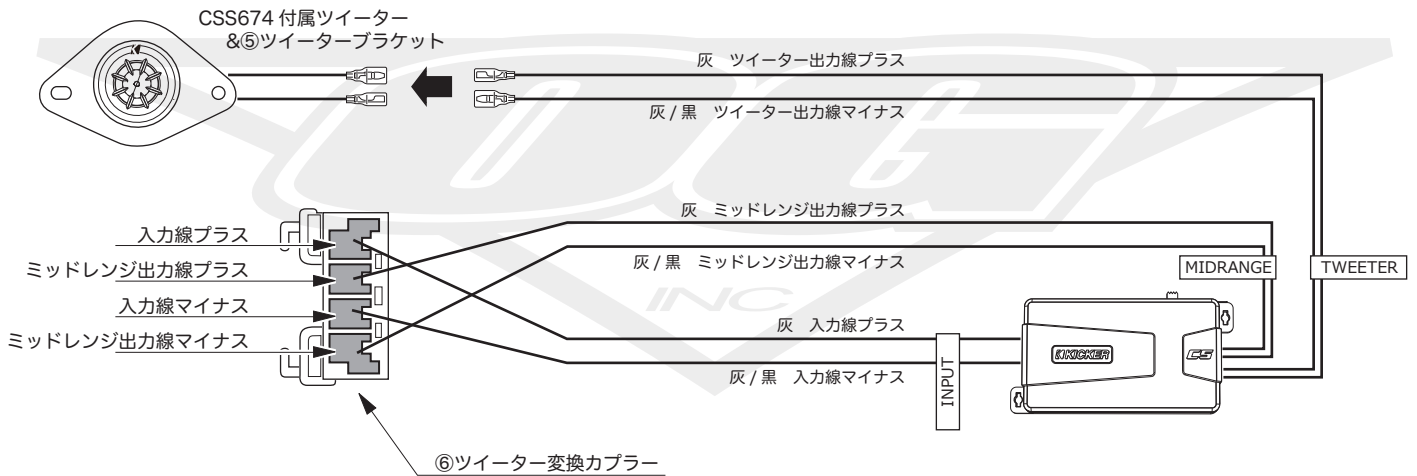 CSS674 付属ツイーター
&⑤ツイーターブラケット
灰 ツイーター出力線プラス
灰 / 黒 ツイーター出力線マイナス
灰 ミッドレンジ出力線プラス
灰 / 黒 ミッドレンジ出力線マイナス
入力線プラス
ミッドレンジ出力線プラス
入力線マイナス
ミッドレンジ出力線マイナス
MIDRANGE
TWEETER
灰 入力線プラス
灰 / 黒 入力線マイナス
INPUT
KICKER
CS
⑥ツイーター変換カプラー
INC